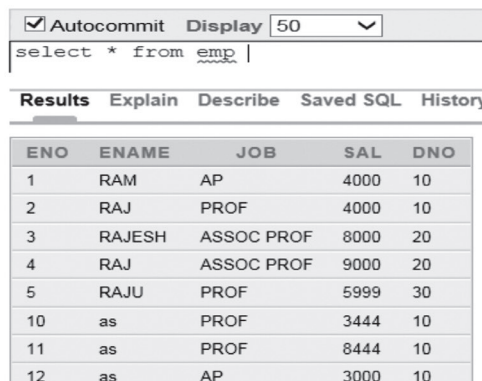 Autocommit Display 50
select * from emp
Results Explain Describe Saved SQL History
ENO ENAME JOB SAL DNO
1 RAM AP 4000 10
2 RAJ PROF 4000 10
3 RAJESH ASSOC PROF 8000 20
4 RAJ ASSOC PROF 9000 20
5 RAJU PROF 5999 30
10 as PROF 3444 10
11 as PROF 8444 10
12 as AP 3000 10